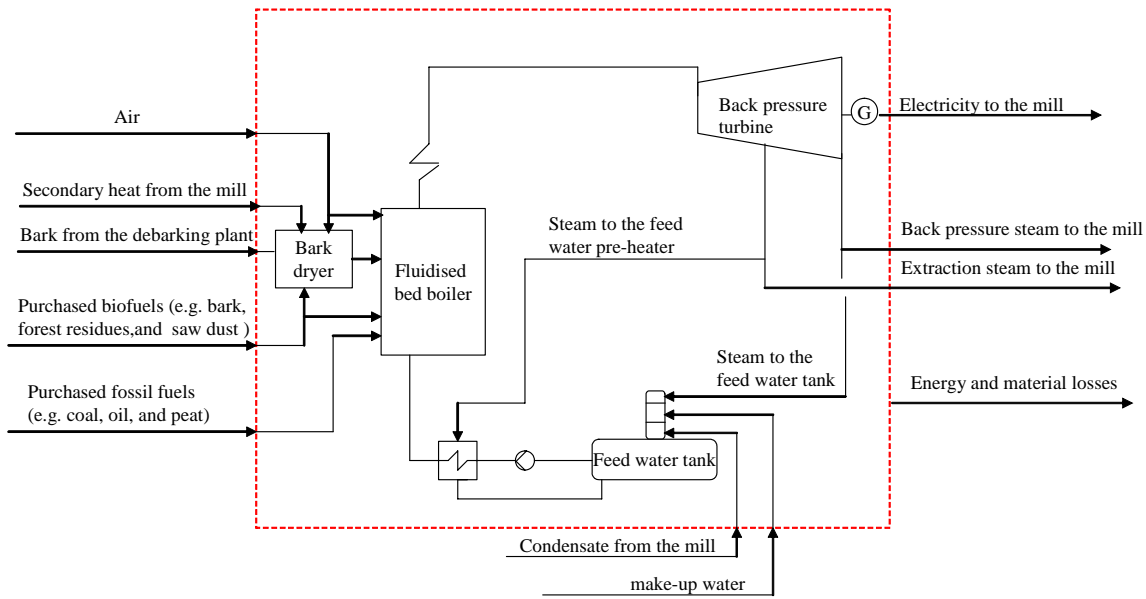 Air
Secondary heat from the mill
Bark from the debarking plant
Purchased biofuels (e.g. bark,
forest residues,and saw dust )
Purchased fossil fuels
(e.g. coal, oil, and peat)
Bark
dryer
Fluidised
bed boiler
Steam to the feed
water pre-heater
Back pressure
turbine
G
Electricity to the mill
Back pressure steam to the mill
Extraction steam to the mill
Steam to the
feed water tank
Energy and material losses
Feed water tank
Condensate from the mill
make-up water